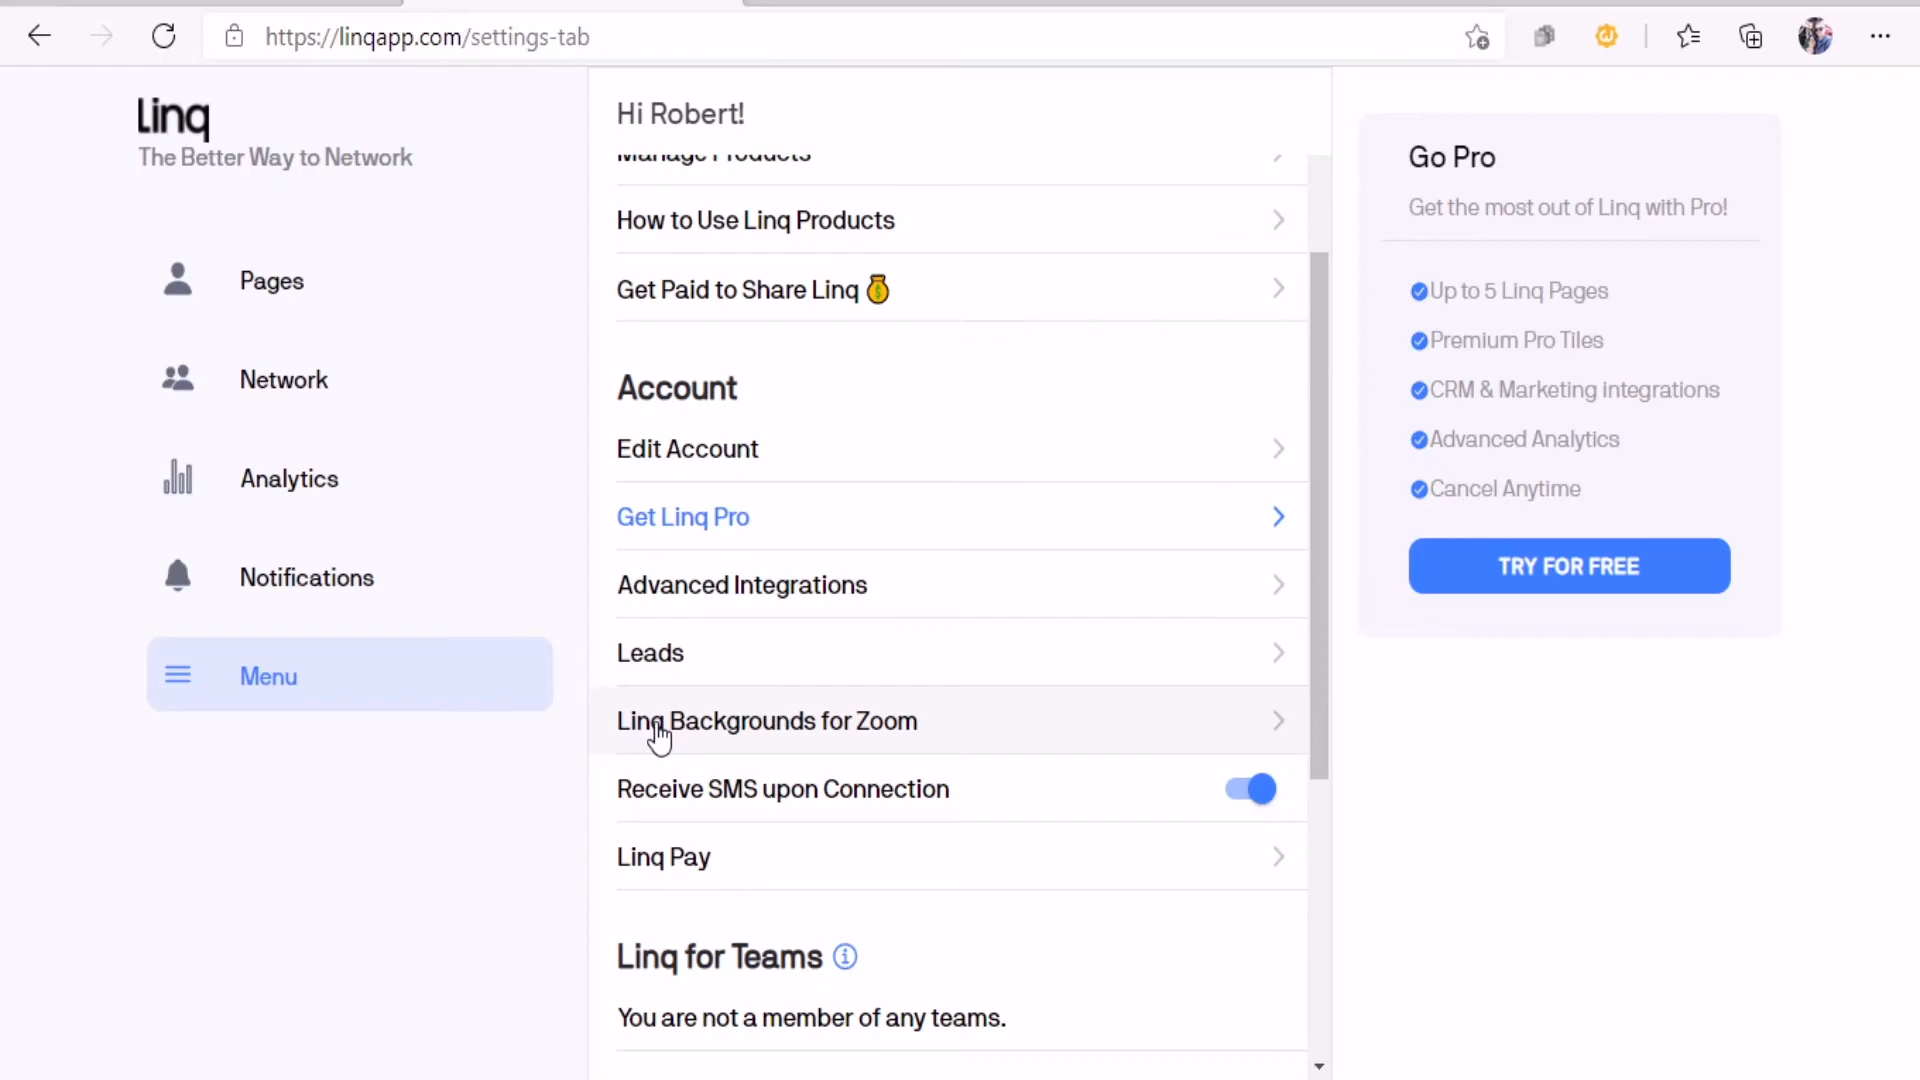 https://linqapp.com/settings-tab
Linq
The Better Way to Network
Pages
Network
Analytics
Notifications
Menu
Hi Robert!
Manage Products
How to Use Linq Products
Get Paid to Share Linq
Account
Edit Account
Get Linq Pro
Advanced Integrations
Leads
Linq Backgrounds for Zoom
Receive SMS upon Connection
Linq Pay
Linq for Teams
You are not a member of any teams.
Go Pro
Get the most out of Linq with Pro!
Up to 5 Linq Pages
Premium Pro Tiles
CRM & Marketing integrations
Advanced Analytics
Cancel Anytime
TRY FOR FREE